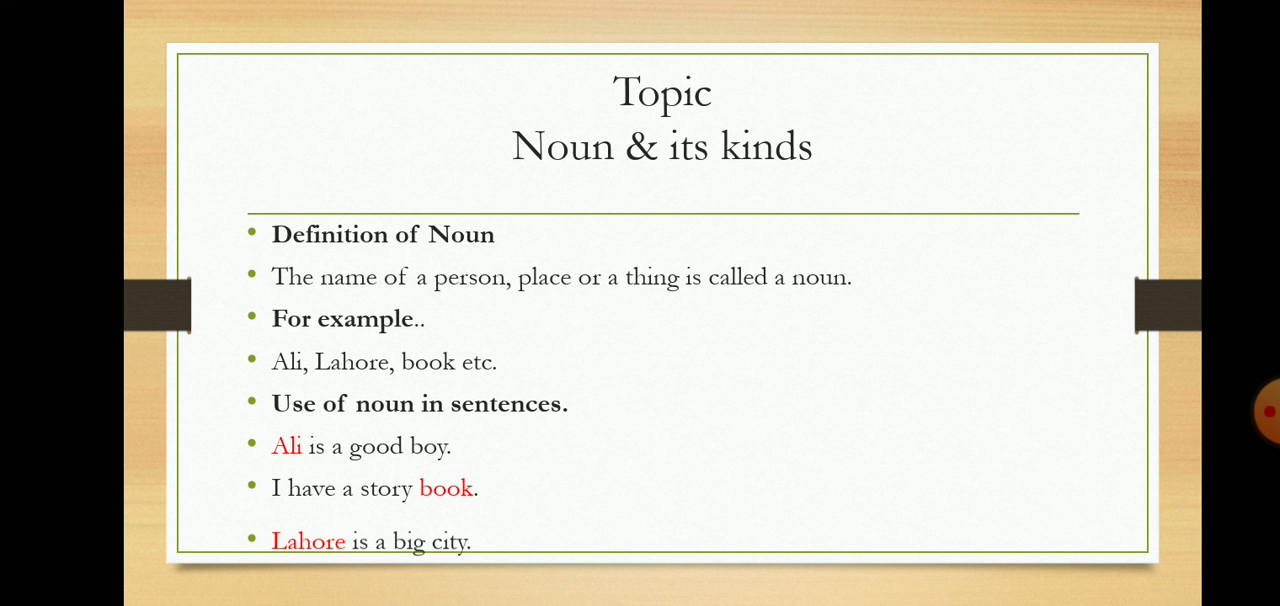 Topic
Noun & its kinds
• Definition of Noun
• The name of a person, place or a thing is called a noun.
• For example..
• Ali, Lahore, book etc.
• Use of noun in sentences.
• Ali is a good boy.
• I have a story book.
• Lahore is a big city.